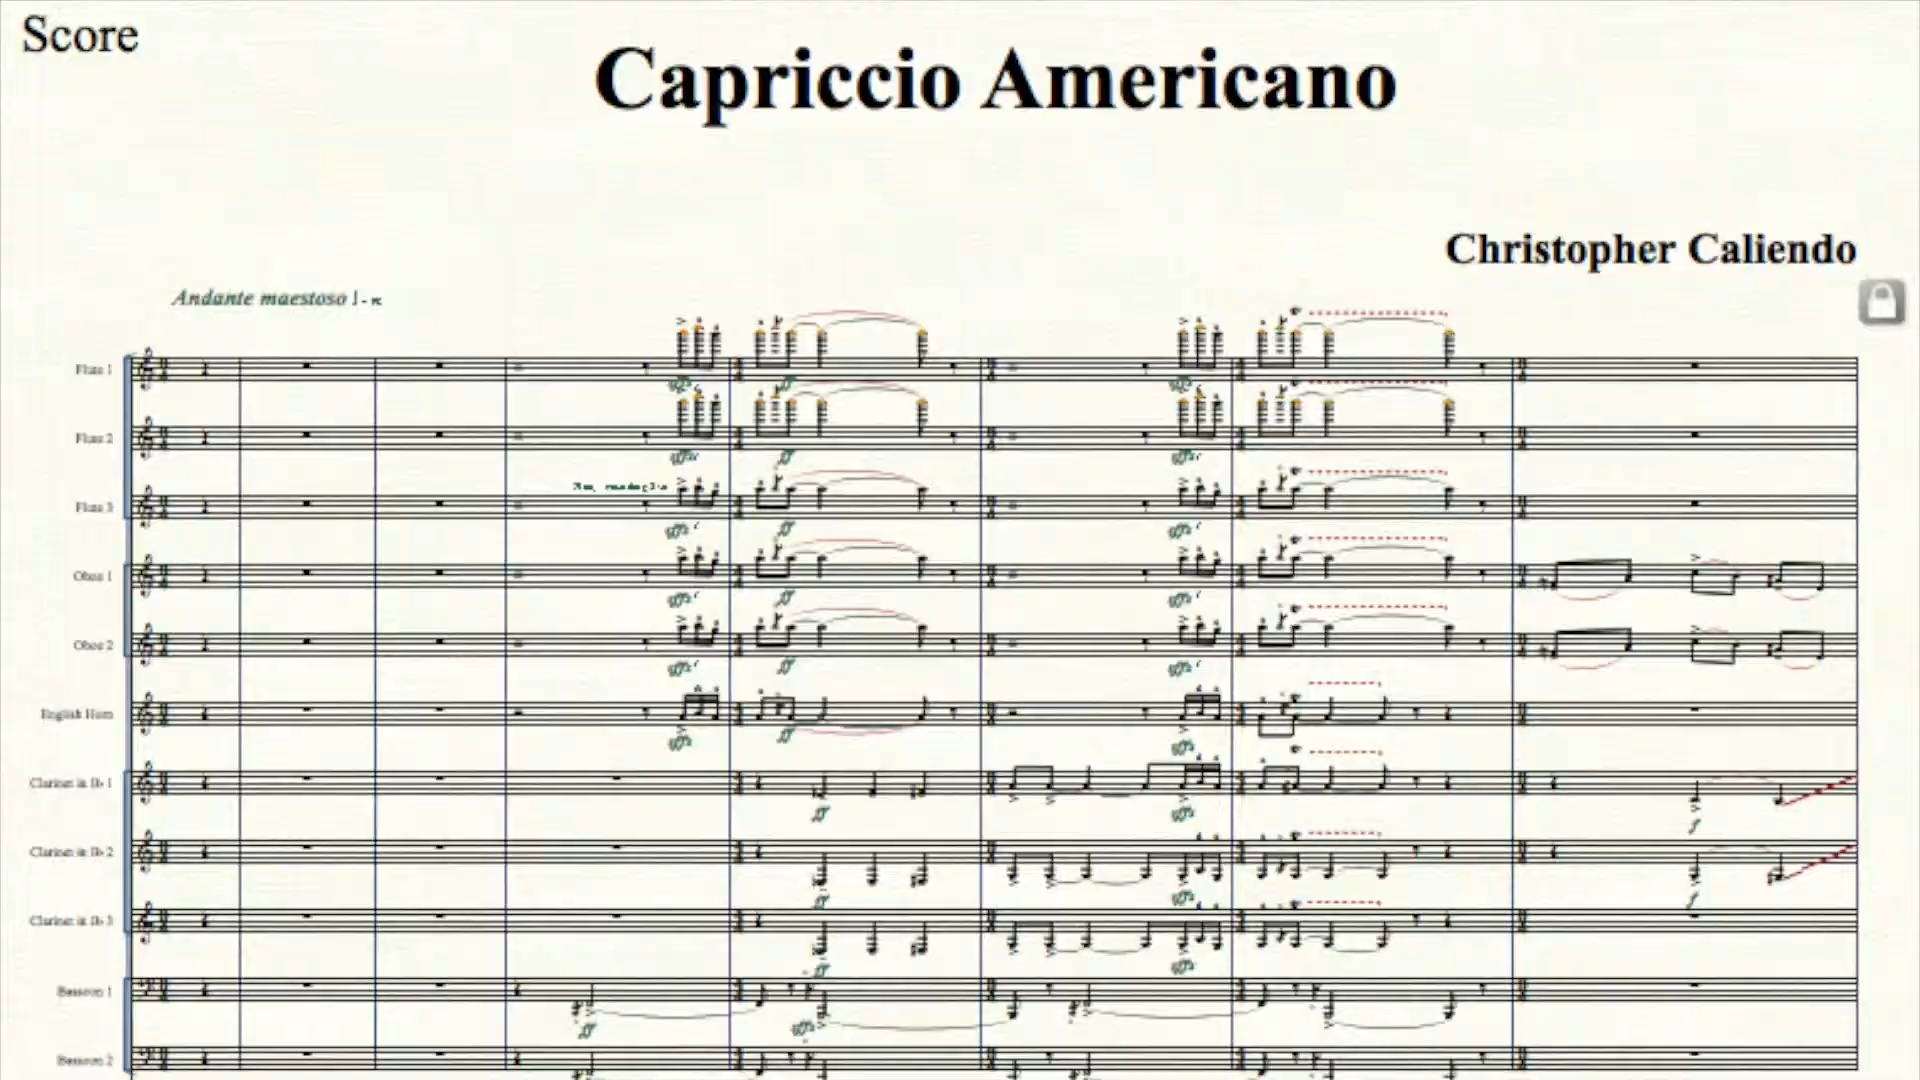 Score
Capriccio Americano
Christopher Caliendo
Andante maestoso
Flute 1
Flute 2
Flute 3
Oboe 1
Oboe 2
English Horn
Clarinet in B♭ 1
Clarinet in B♭ 2
Clarinet in B♭ 3
Bassoon 1
Bassoon 2